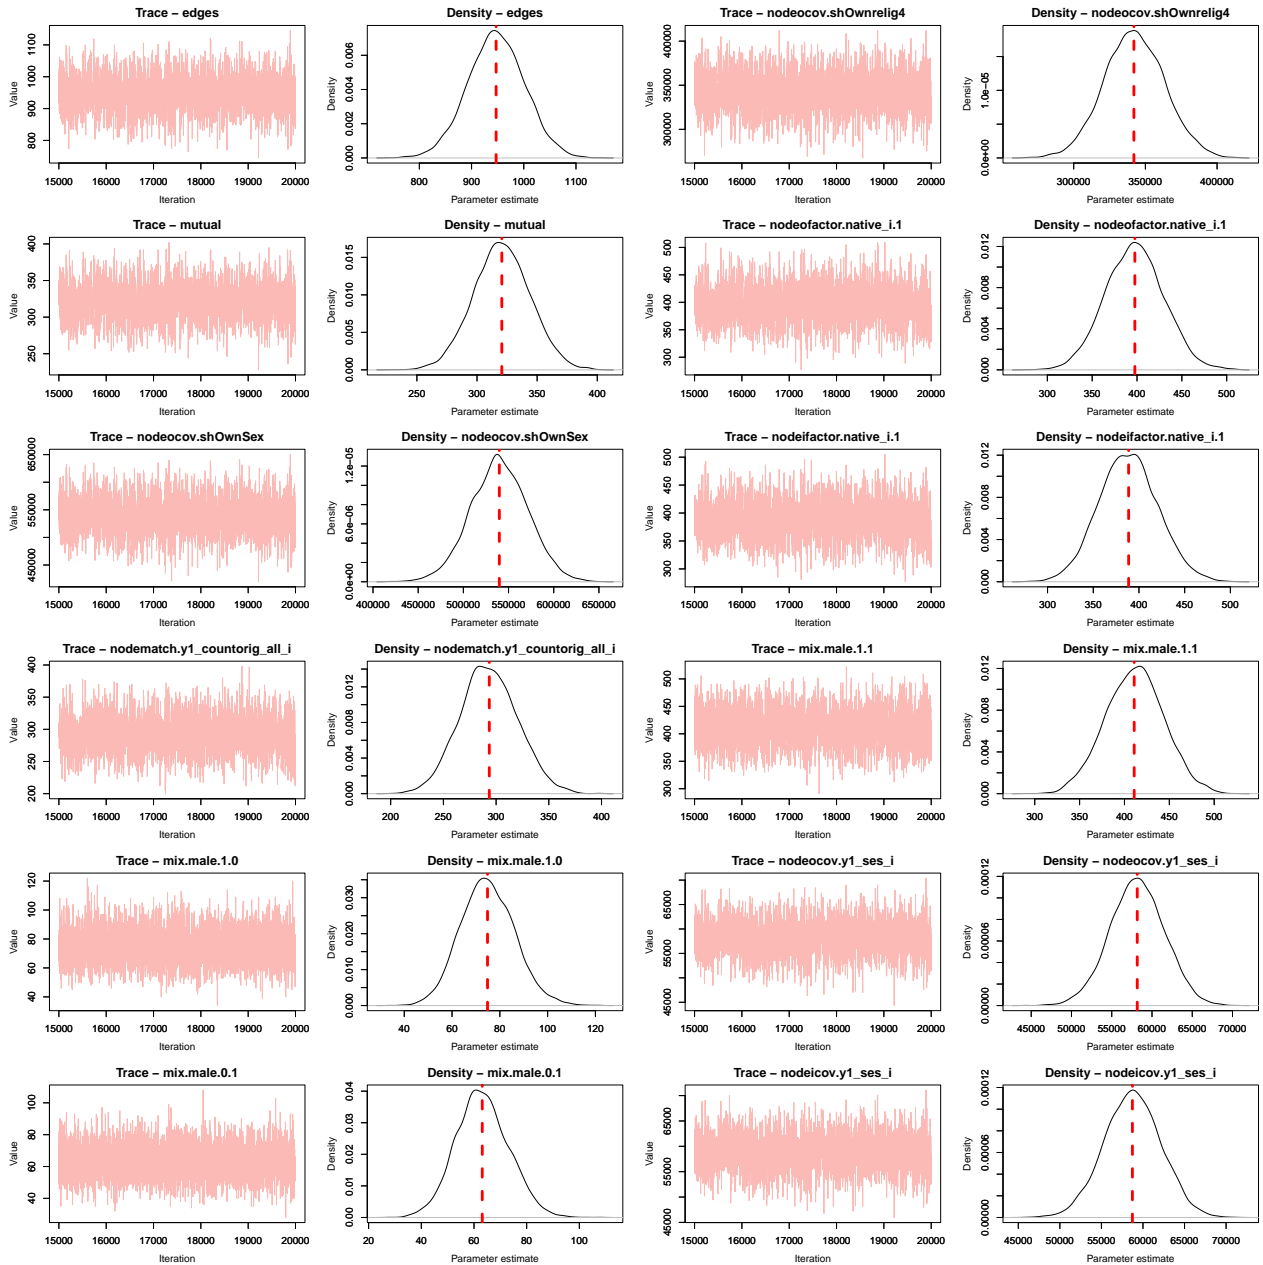 Trace – edges
Value
800
900
1000
1100
15000 16000 17000 18000 19000 20000
Iteration
Density – edges
Density
0.000
0.002
0.004
0.006
800 900 1000 1100
Parameter estimate
Trace – nodeocov.shOwnrelig4
Value
300000
350000
400000
15000 16000 17000 18000 19000 20000
Iteration
Density – nodeocov.shOwnrelig4
Density
0.0e+00
1.0e−05
300000 350000 400000
Parameter estimate
Trace – mutual
Value
250
300
350
400
15000 16000 17000 18000 19000 20000
Iteration
Density – mutual
Density
0.000
0.005
0.010
0.015
250 300 350 400
Parameter estimate
Trace – nodeofactor.native_i.1
Value
300
350
400
450
500
15000 16000 17000 18000 19000 20000
Iteration
Density – nodeofactor.native_i.1
Density
0.000
0.004
0.008
0.012
300 350 400 450 500
Parameter estimate
Trace – nodeocov.shOwnSex
Value
450000
550000
650000
15000 16000 17000 18000 19000 20000
Iteration
Density – nodeocov.shOwnSex
Density
0.0e+00
6.0e−06
1.2e−05
400000 450000 500000 550000 600000 650000
Parameter estimate
Trace – nodeifactor.native_i.1
Value
300
350
400
450
500
15000 16000 17000 18000 19000 20000
Iteration
Density – nodeifactor.native_i.1
Density
0.000
0.004
0.008
0.012
300 350 400 450 500
Parameter estimate
Trace – nodematch.y1_countorig_all_i
Value
200
250
300
350
400
15000 16000 17000 18000 19000 20000
Iteration
Density – nodematch.y1_countorig_all_i
Density
0.000
0.004
0.008
0.012
200 250 300 350 400
Parameter estimate
Trace – mix.male.1.1
Value
300
350
400
450
500
15000 16000 17000 18000 19000 20000
Iteration
Density – mix.male.1.1
Density
0.000
0.004
0.008
0.012
300 350 400 450 500
Parameter estimate
Trace – mix.male.1.0
Value
40
60
80
100
120
15000 16000 17000 18000 19000 20000
Iteration
Density – mix.male.1.0
Density
0.000
0.010
0.020
0.030
40 60 80 100 120
Parameter estimate
Trace – nodeocov.y1_ses_i
Value
45000
55000
65000
15000 16000 17000 18000 19000 20000
Iteration
Density – nodeocov.y1_ses_i
Density
0.00000
0.00006
0.00012
45000 50000 55000 60000 65000 70000
Parameter estimate
Trace – mix.male.0.1
Value
40
60
80
100
15000 16000 17000 18000 19000 20000
Iteration
Density – mix.male.0.1
Density
0.00
0.01
0.02
0.03
0.04
20 40 60 80 100
Parameter estimate
Trace – nodeicov.y1_ses_i
Value
45000
55000
65000
15000 16000 17000 18000 19000 20000
Iteration
Density – nodeicov.y1_ses_i
Density
0.00000
0.00006
0.00012
45000 50000 55000 60000 65000 70000
Parameter estimate